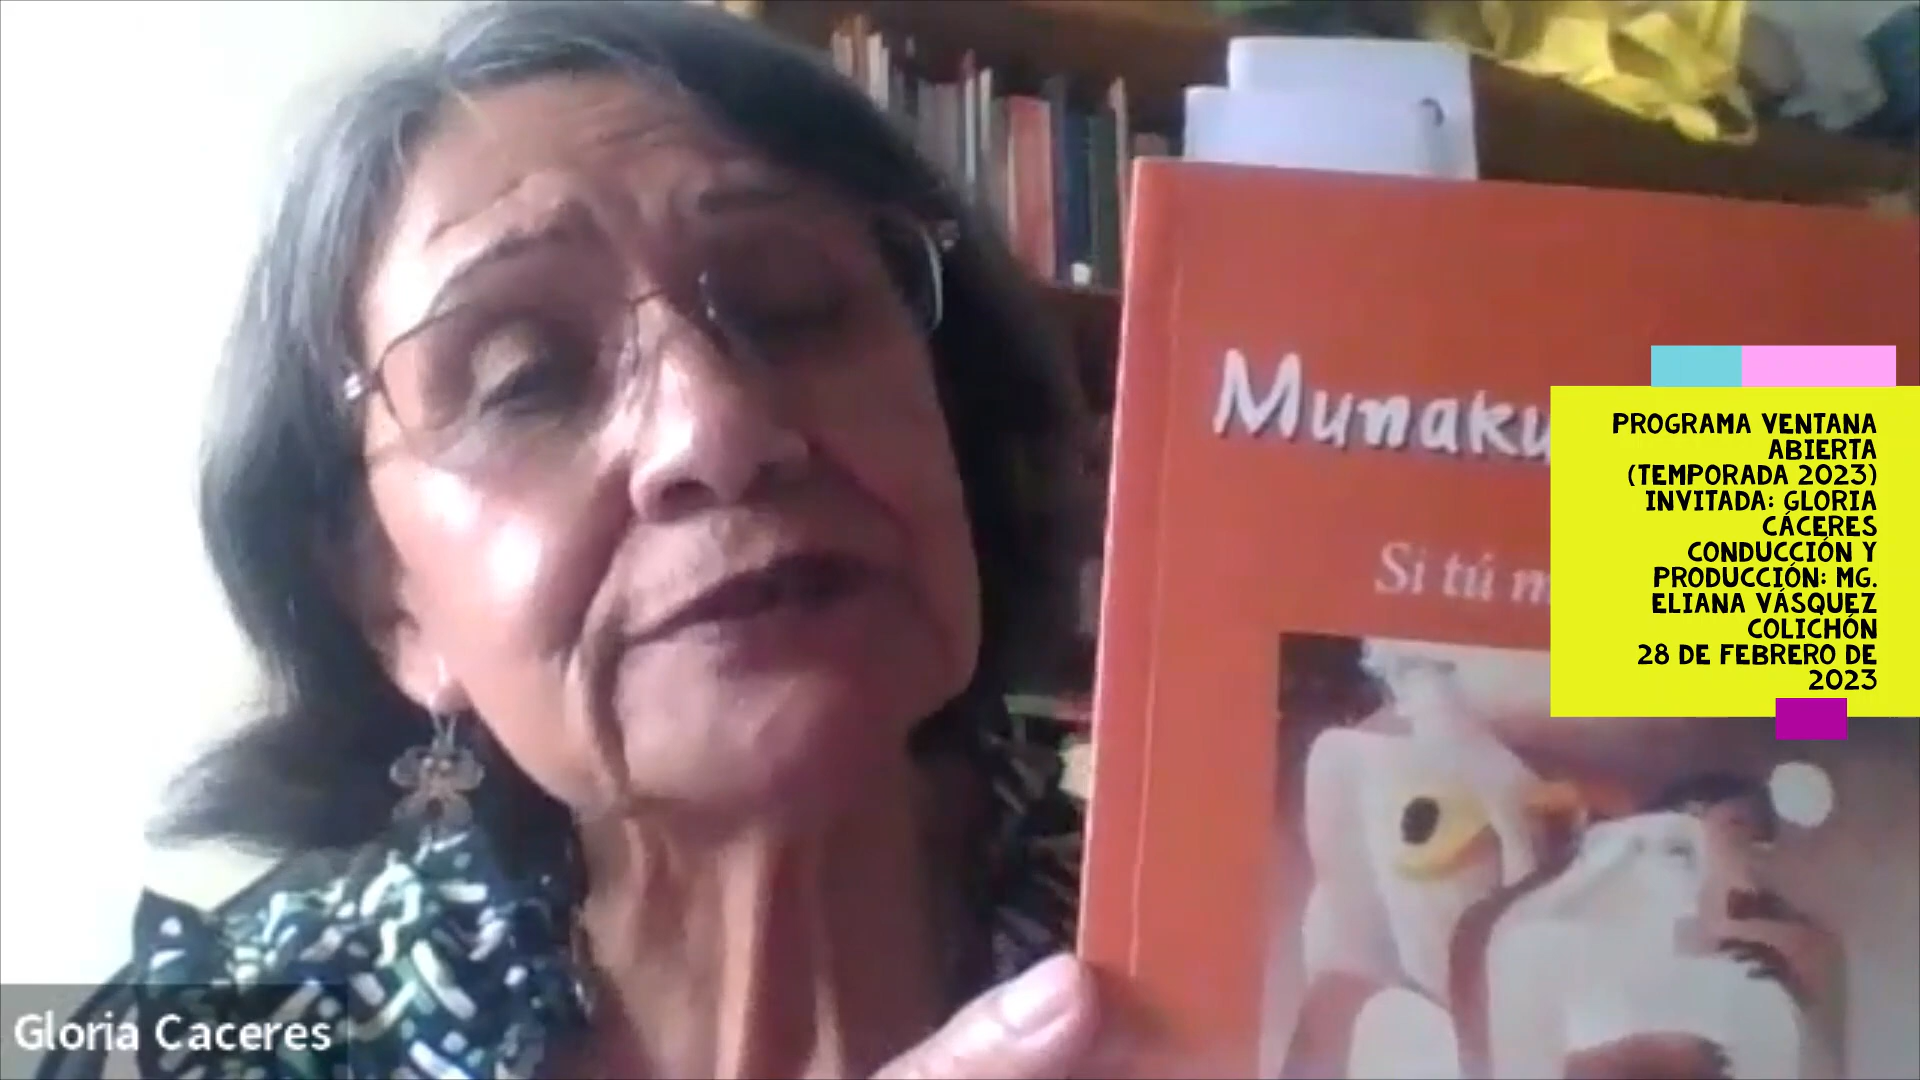 Munaku
Si tú m
PROGRAMA VENTANA
ABIERTA
(TEMPORADA 2023)
INVITADA: GLORIA
CÁCERES
CONDUCCIÓN Y
PRODUCCIÓN: MG.
ELIANA VÁSQUEZ
COLICHÓN
28 DE FEBRERO DE
2023
Gloria Caceres